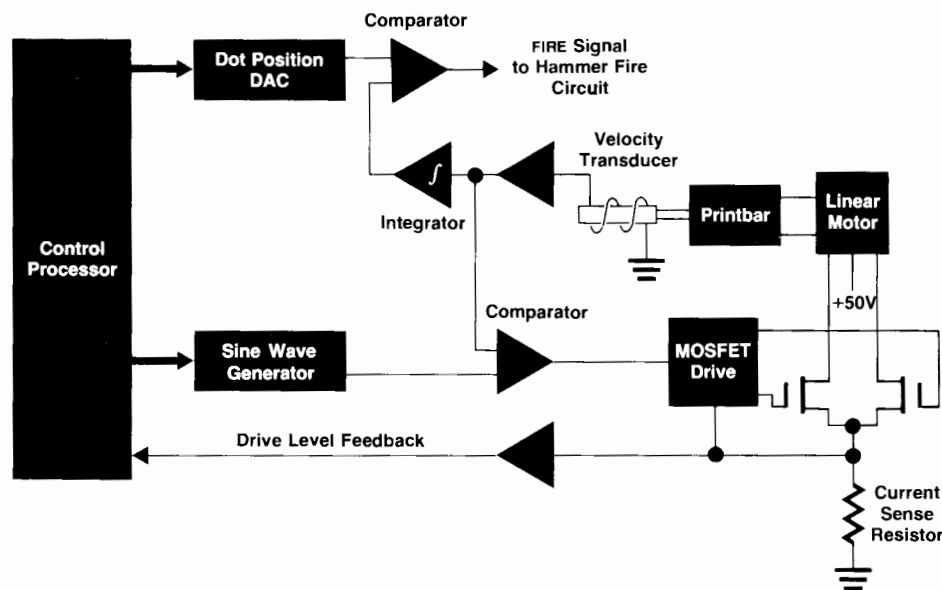 Comparator
Dot Position
DAC
FIRE Signal
to Hammer Fire
Circuit
Velocity
Transducer
∫
Integrator
Printbar
Linear
Motor
Control
Processor
+50V
Comparator
Sine Wave
Generator
MOSFET
Drive
Drive Level Feedback
Current
Sense
Resistor